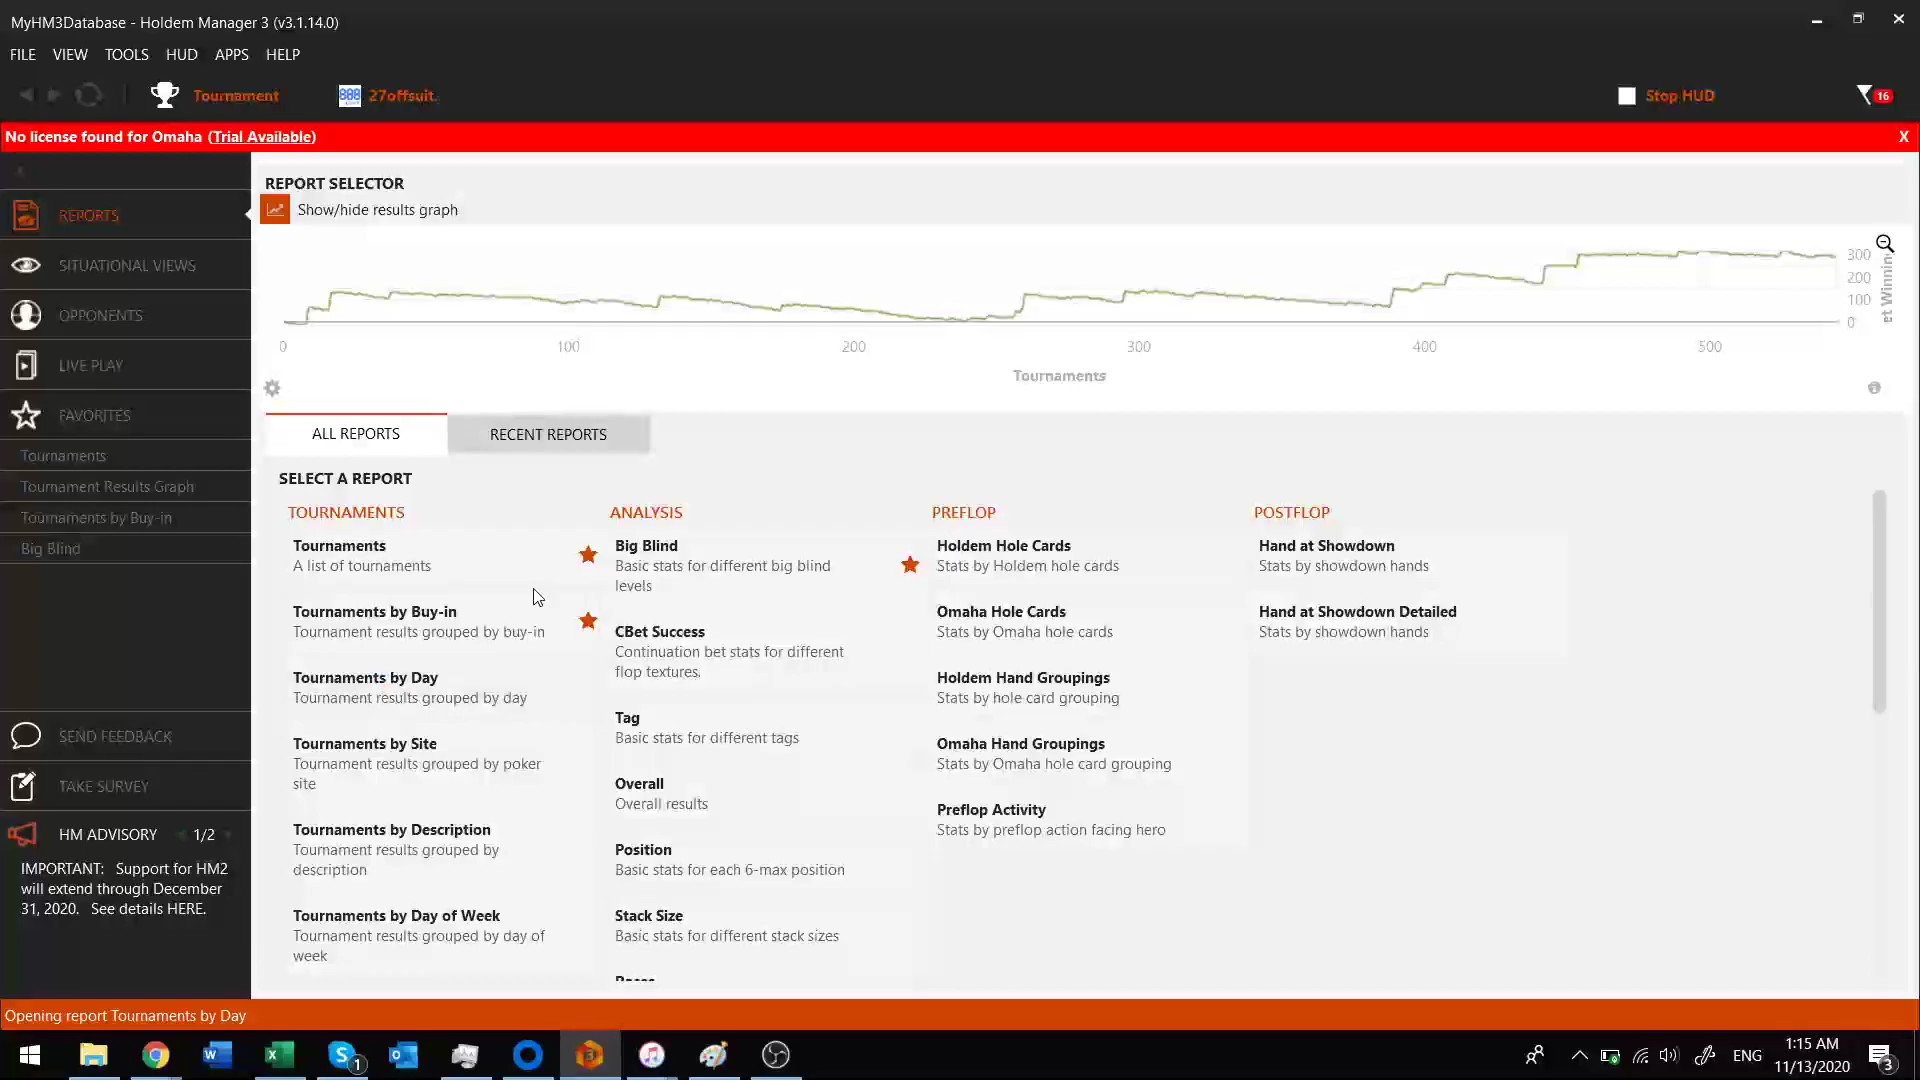 MyHM3Database - Holdem Manager 3 (v3.1.14.0)
FILE VIEW TOOLS HUD APPS HELP
Tournament 888 27offsuit. Stop HUD 16
No license found for Omaha (Trial Available) X
REPORTS
SITUATIONAL VIEWS
OPPONENTS
LIVE PLAY
FAVORITES
Tournaments
Tournament Results Graph
Tournaments by Buy-in
Big Blind
SEND FEEDBACK
TAKE SURVEY
HM ADVISORY 1/2
IMPORTANT: Support for HM2
will extend through December
31, 2020. See details HERE.
REPORT SELECTOR
Show/hide results graph
300
200
100
0
et Winnin
0 100 200 300 400 500
Tournaments
ALL REPORTS RECENT REPORTS
SELECT A REPORT
TOURNAMENTS
Tournaments
A list of tournaments
Tournaments by Buy-in
Tournament results grouped by buy-in
Tournaments by Day
Tournament results grouped by day
Tournaments by Site
Tournament results grouped by poker
site
Tournaments by Description
Tournament results grouped by
description
Tournaments by Day of Week
Tournament results grouped by day of
week
ANALYSIS
Big Blind
Basic stats for different big blind
levels
CBet Success
Continuation bet stats for different
flop textures.
Tag
Basic stats for different tags
Overall
Overall results
Position
Basic stats for each 6-max position
Stack Size
Basic stats for different stack sizes
PREFLOP
Holdem Hole Cards
Stats by Holdem hole cards
Omaha Hole Cards
Stats by Omaha hole cards
Holdem Hand Groupings
Stats by hole card grouping
Omaha Hand Groupings
Stats by Omaha hole card grouping
Preflop Activity
Stats by preflop action facing hero
POSTFLOP
Hand at Showdown
Stats by showdown hands
Hand at Showdown Detailed
Stats by showdown hands
Opening report Tournaments by Day
1
ENG
1:15 AM
11/13/2020
3